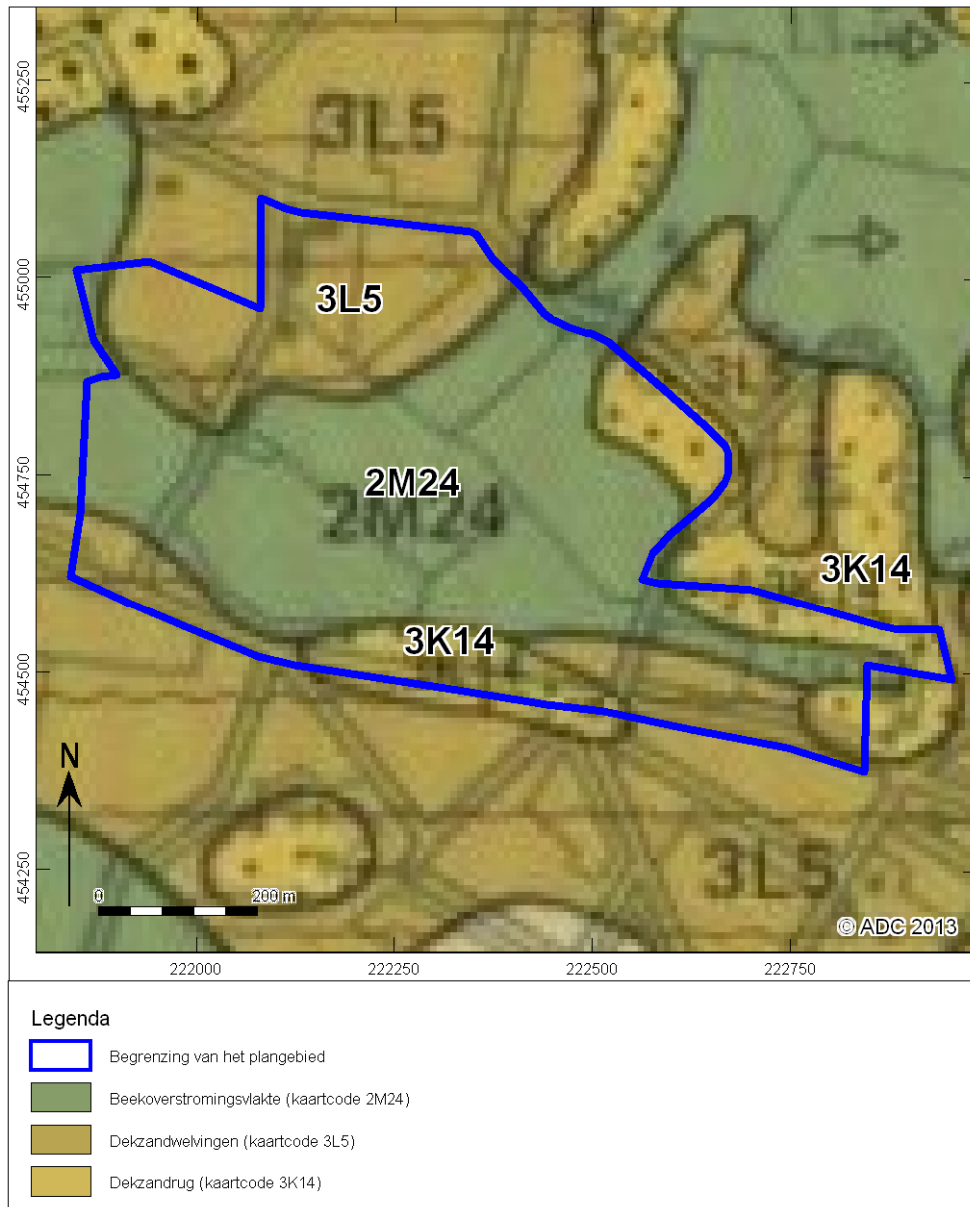 455250
3L5
455000
3L5
3L5
454750
2M24
2M24
3K14
3K14
454500
N
454250
3L5
0
200 m
© ADC 2013
222000
222250
222500
222750
Legenda
Begrenzing van het plangebied
Beekoverstromingsvlakte (kaartcode 2M24)
Dekzandwelvingen (kaartcode 3L5)
Dekzandrug (kaartcode 3K14)